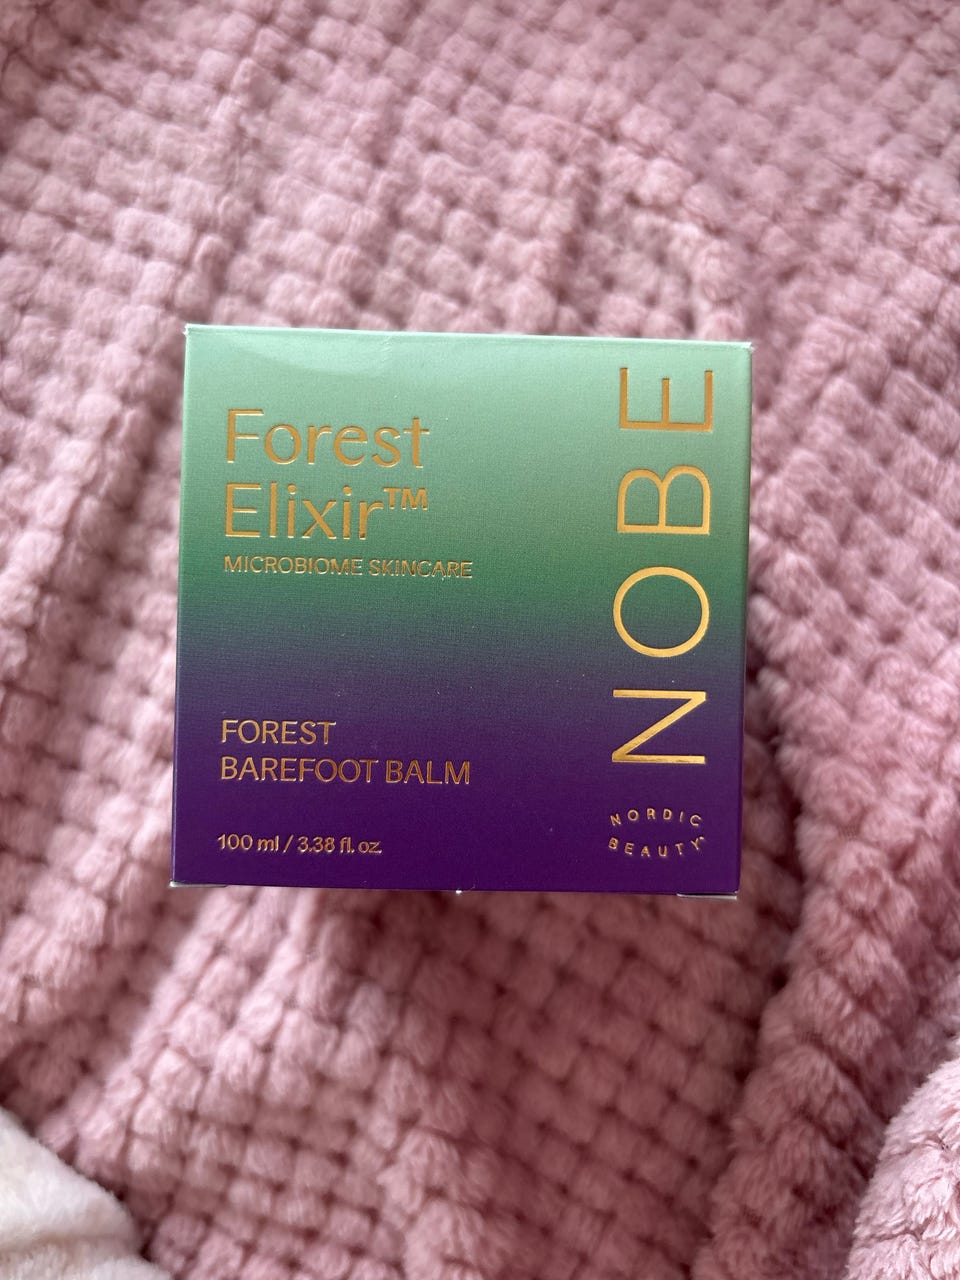 Forest
Elixir™
MICROBIOME SKINCARE
FOREST
BAREFOOT BALM
100 ml / 3.38 fl. oz.
NOBE
NORDIC
BEAUTY